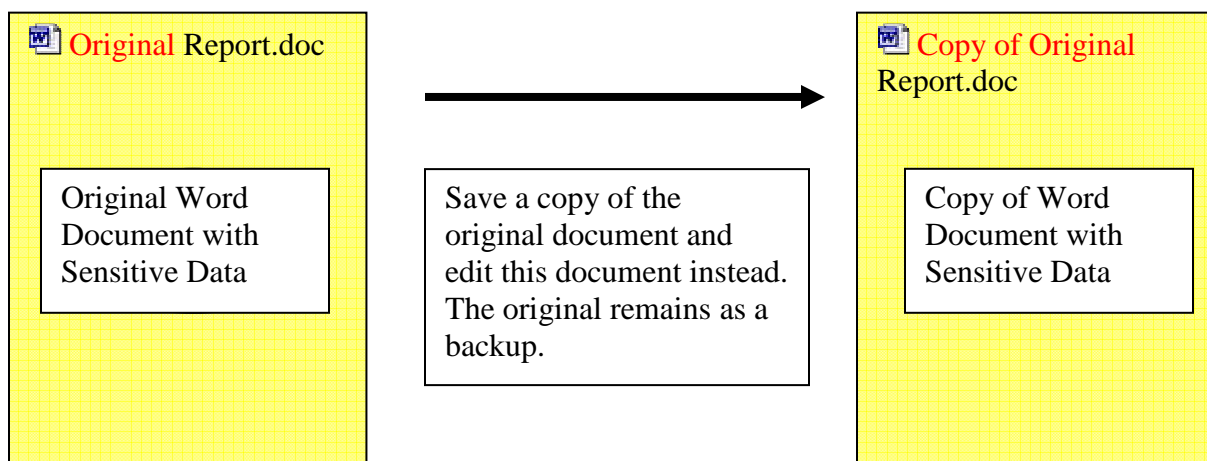 Original Report.doc
Original Word
Document with
Sensitive Data
Save a copy of the
original document and
edit this document instead.
The original remains as a
backup.
Copy of Original
Report.doc
Copy of Word
Document with
Sensitive Data